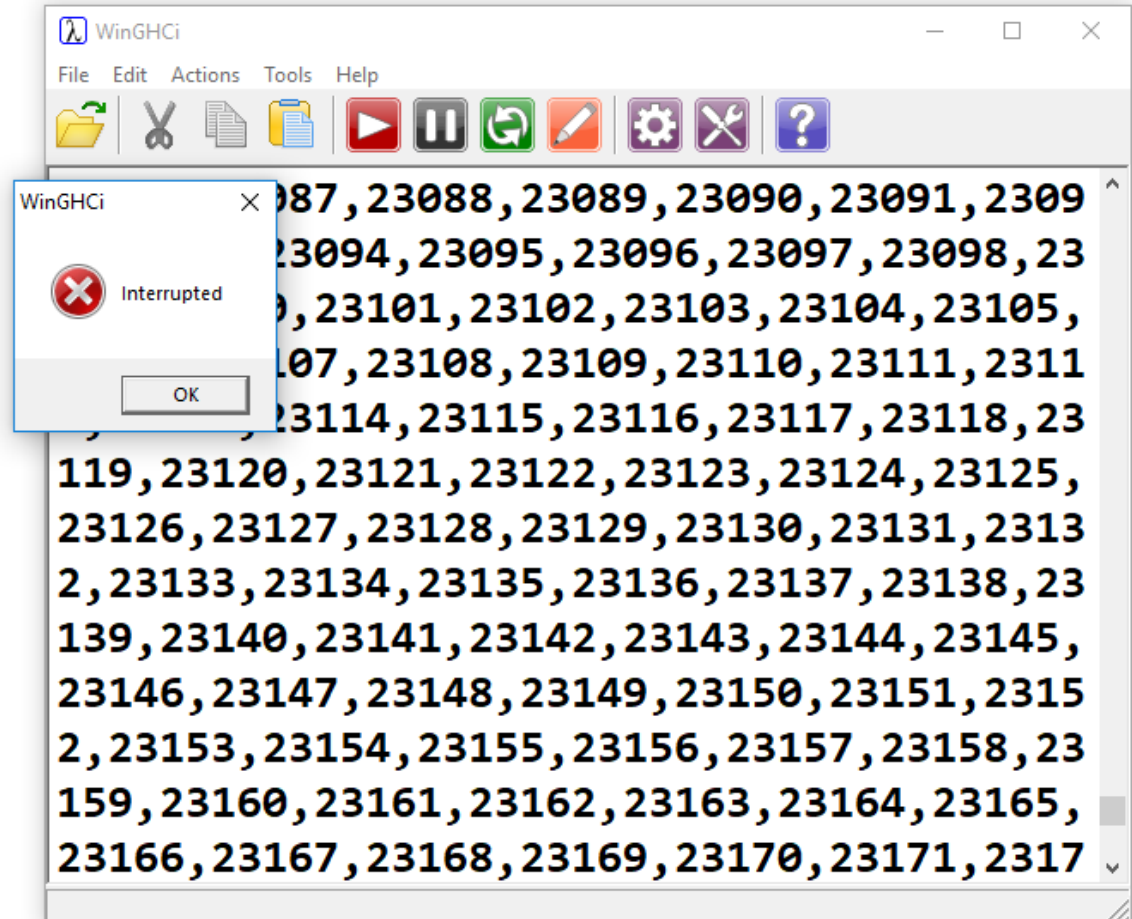 WinGHCi
File Edit Actions Tools Help
087,23088,23089,23090,23091,2309
23094,23095,23096,23097,23098,23
,23101,23102,23103,23104,23105,
107,23108,23109,23110,23111,2311
23114,23115,23116,23117,23118,23
119,23120,23121,23122,23123,23124,23125,
23126,23127,23128,23129,23130,23131,2313
2,23133,23134,23135,23136,23137,23138,23
139,23140,23141,23142,23143,23144,23145,
23146,23147,23148,23149,23150,23151,2315
2,23153,23154,23155,23156,23157,23158,23
159,23160,23161,23162,23163,23164,23165,
23166,23167,23168,23169,23170,23171,2317
WinGHCi
Interrupted
OK